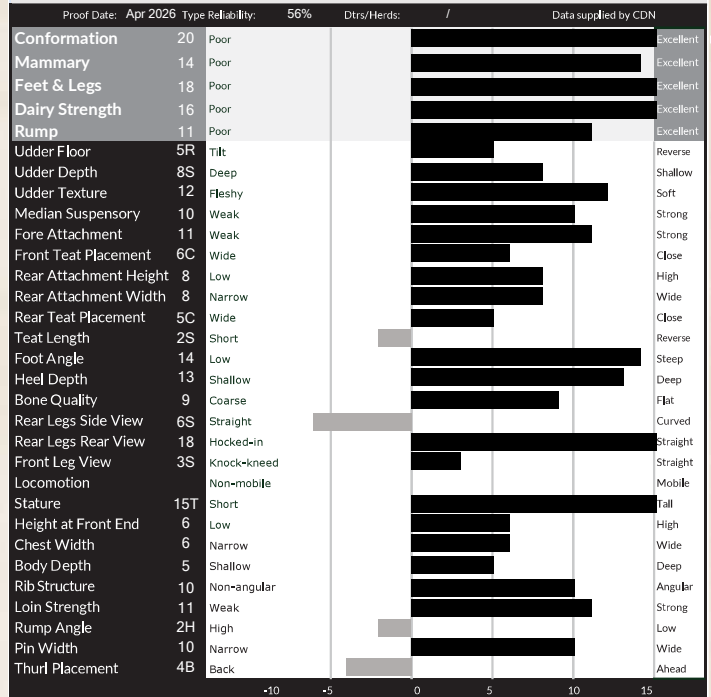 Proof Date: Apr 2026 Type Reliability: 56% Dtrs/Herds: / Data supplied by CDN
Conformation 20 Poor Excellent
Mammary 14 Poor Excellent
Feet & Legs 18 Poor Excellent
Dairy Strength 16 Poor Excellent
Rump 11 Poor Excellent
Udder Floor 5R Tilt Reverse
Udder Depth 8S Deep Shallow
Udder Texture 12 Fleshy Soft
Median Suspensory 10 Weak Strong
Fore Attachment 11 Weak Strong
Front Teat Placement 6C Wide Close
Rear Attachment Height 8 Low High
Rear Attachment Width 8 Narrow Wide
Rear Teat Placement 5C Wide Close
Teat Length 2S Short Reverse
Foot Angle 14 Low Steep
Heel Depth 13 Shallow Deep
Bone Quality 9 Coarse Flat
Rear Legs Side View 6S Straight Curved
Rear Legs Rear View 18 Hocked-in Straight
Front Leg View 3S Knock-kneed Straight
Locomotion Non-mobile Mobile
Stature 15T Short Tall
Height at Front End 6 Low High
Chest Width 6 Narrow Wide
Body Depth 5 Shallow Deep
Rib Structure 10 Non-angular Angular
Loin Strength 11 Weak Strong
Rump Angle 2H High Low
Pin Width 10 Narrow Wide
Thurl Placement 4B Back Ahead
-10 -5 0 5 10 15